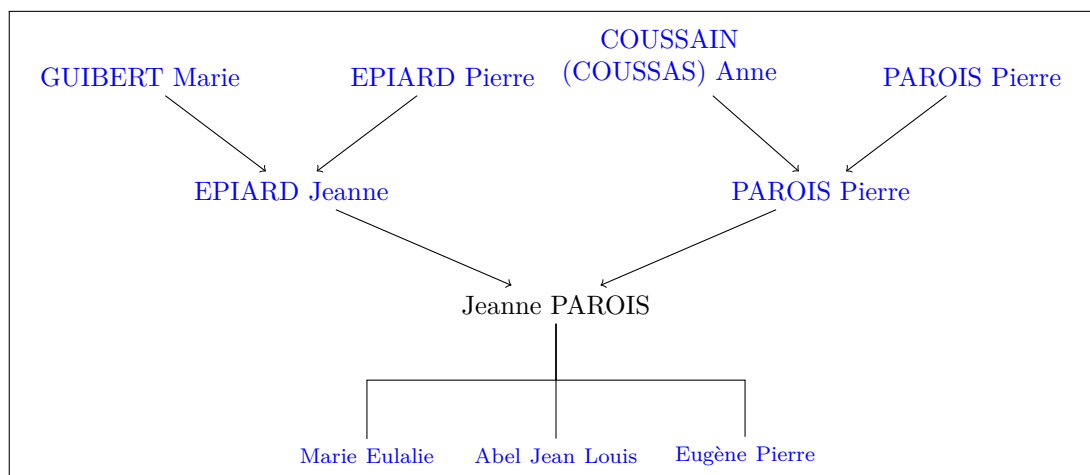 GUIBERT Marie
EPIARD Pierre
COUSSAIN
(COUSSAS) Anne
PAROIS Pierre
EPIARD Jeanne
PAROIS Pierre
Jeanne PAROIS
Marie Eulalie
Abel Jean Louis
Eugène Pierre